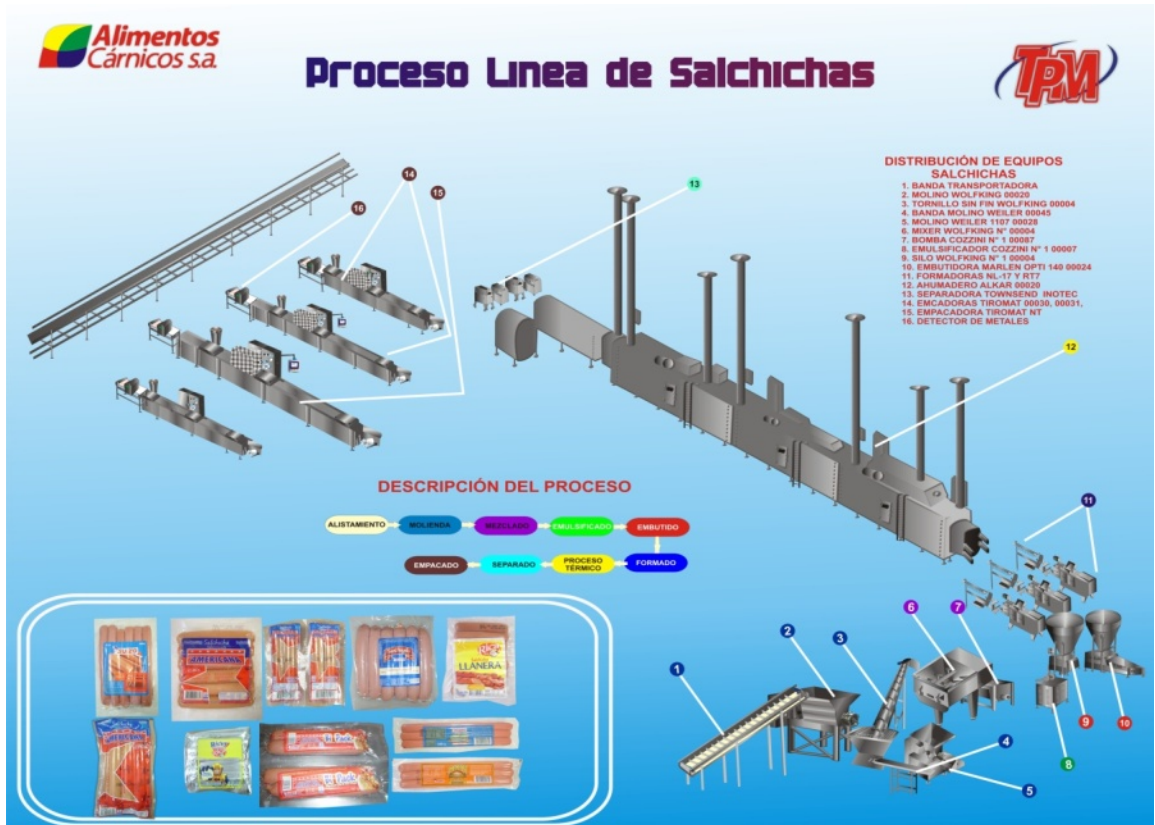 Alimentos
Cárnicos s.a.
Proceso Linea de Salchichas
TPM
DISTRIBUCIÓN DE EQUIPOS
SALCHICHAS
1. BANDA TRANSPORTADORA
2. MOLINO WOLFKING 00020
3. TORNILLO SIN FIN WOLFKING 00004
4. BANDA MOLINO WEILER 00045
5. MOLINO WEILER 1107 00028
6. MIXER WOLFKING N° 00004
7. BOMBA COZZINI N° 1 00087
8. EMULSIFICADOR COZZINI N° 1 00007
9. SILO WOLFKING N° 1 00004
10. EMBUTIDORA MARLEN OPTI 140 00024
11. FORMADORAS NL-17 Y RT7
12. AHUMADERO ALKAR 00020
13. SEPARADORA TOWNSEND INOTEC
14. EMCADORAS TIROMAT 00030, 00031,
15. EMPACADORA TIROMAT NT
16. DETECTOR DE METALES
14
15
16
13
12
11
DESCRIPCIÓN DEL PROCESO
ALISTAMIENTO
MOLIENDA
MEZCLADO
EMULSIFICADO
EMBUTIDO
EMPACADO
SEPARADO
PROCESO
TÉRMICO
FORMADO
6
7
2
3
1
9
10
4
8
5
LLANERA